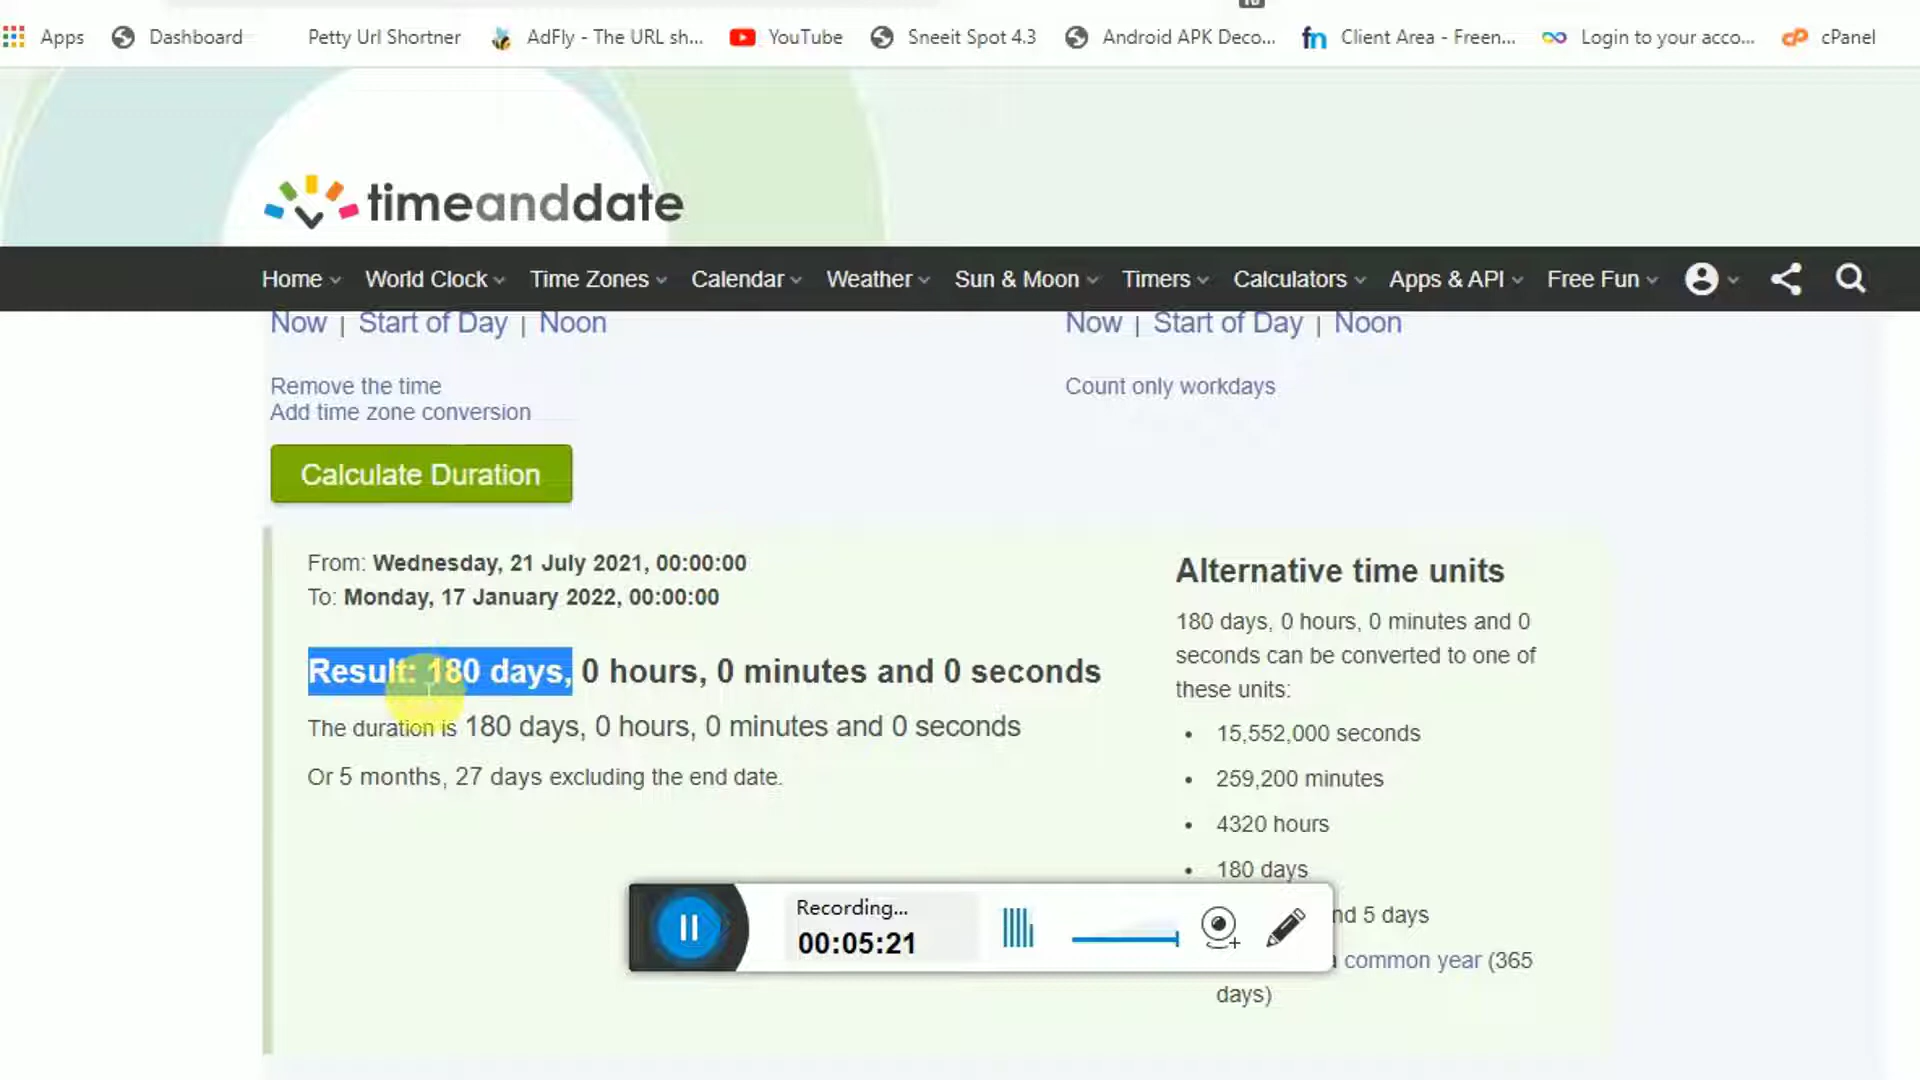 Apps Dashboard Petty Url Shortner AdFly - The URL sh... YouTube Sneeit Spot 4.3 Android APK Deco... Client Area - Freen... Login to your acco... cPanel
timeanddate
Home World Clock Time Zones Calendar Weather Sun & Moon Timers Calculators Apps & API Free Fun
Now | Start of Day | Noon
Now | Start of Day | Noon
Remove the time
Add time zone conversion
Count only workdays
Calculate Duration
From: Wednesday, 21 July 2021, 00:00:00
To: Monday, 17 January 2022, 00:00:00
Result: 180 days, 0 hours, 0 minutes and 0 seconds
The duration is 180 days, 0 hours, 0 minutes and 0 seconds
Or 5 months, 27 days excluding the end date.
Alternative time units
180 days, 0 hours, 0 minutes and 0
seconds can be converted to one of
these units:
• 15,552,000 seconds
• 259,200 minutes
• 4320 hours
• 180 days
nd 5 days
common year (365
days)
Recording...
00:05:21